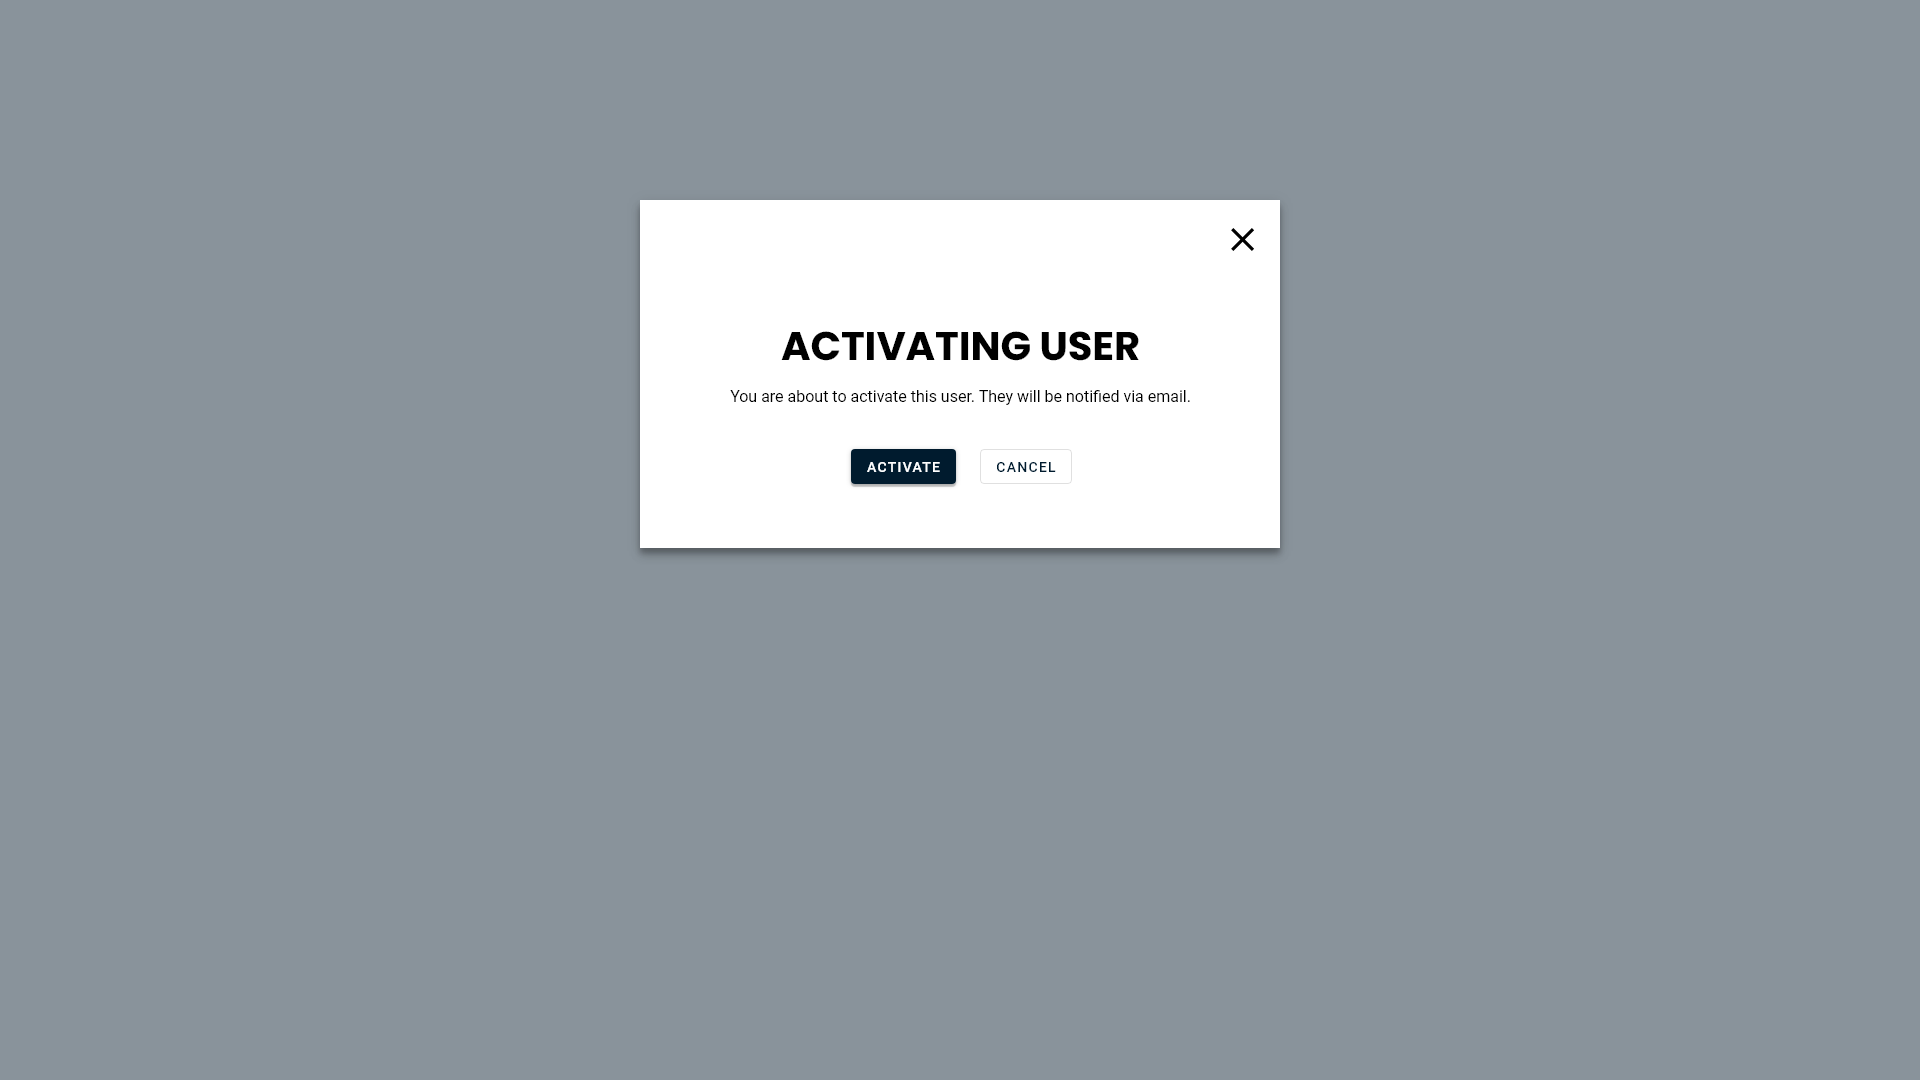 ACTIVATING USER
You are about to activate this user. They will be notified via email.
ACTIVATE
CANCEL